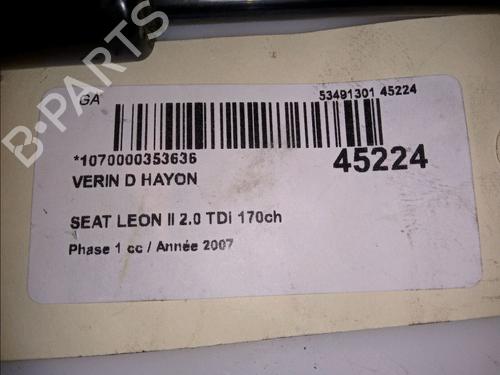 GA
53491301 45224
*1070000353636
45224
VERIN D HAYON
SEAT LEON II 2.0 TDi 170ch
Phase 1 cc / Année 2007
B-PARTS